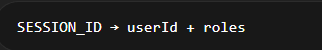 SESSION_ID → userId + roles